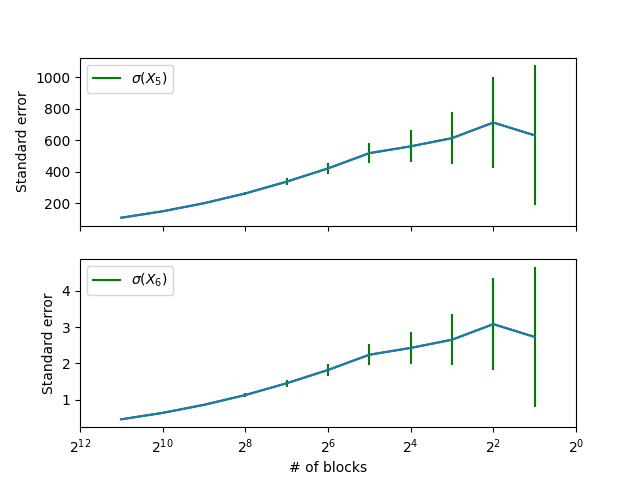 σ(X₅)
1000
800
600
400
200
Standard error
σ(X₆)
4
3
2
1
Standard error
2¹² 2¹⁰ 2⁸ 2⁶ 2⁴ 2² 2⁰
# of blocks